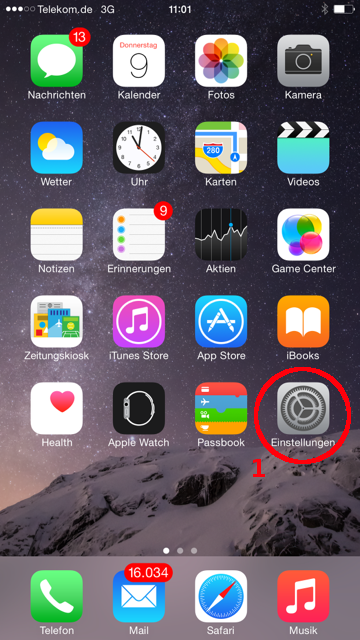 Telekom.de 3G 11:01
13
Nachrichten
Donnerstag
9
Kalender
Fotos
Kamera
Wetter
Uhr
280
Karten
Videos
Notizen
9
Erinnerungen
Aktien
Game Center
Zeitungskiosk
iTunes Store
App Store
iBooks
Health
Apple Watch
Passbook
Einstellungen
1
Telefon
16.034
Mail
Safari
Musik